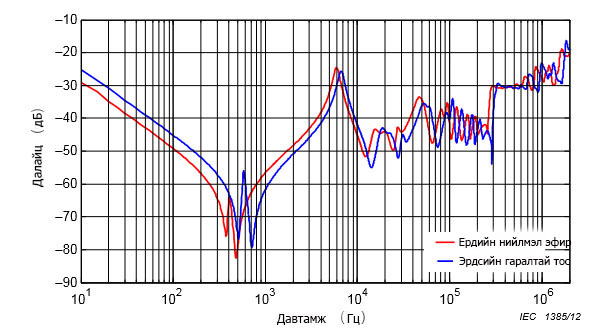 –10
–20
–30
–40
–50
–60
–70
–80
–90
Далайц (дБ)
Ердийн нийлмэл эфир
Эрдсийн гаралтай тос
10¹ 10² 10³ 10⁴ 10⁵ 10⁶
Давтамж (Гц)
IEC 1385/12